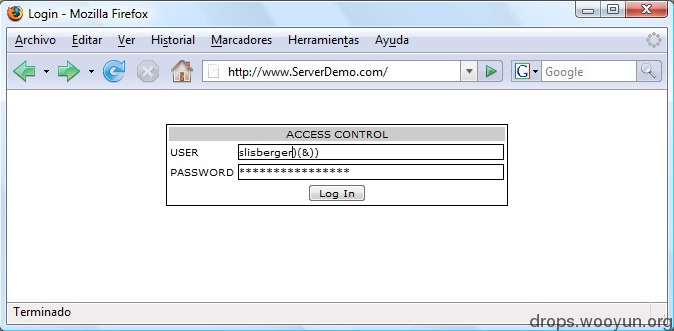 Login - Mozilla Firefox
Archivo Editar Ver Historial Marcadores Herramientas Ayuda
http://www.ServerDemo.com/ G Google
ACCESS CONTROL
USER slisberger)(&))
PASSWORD ****************
Log In
Terminado
drops.wooyun.org